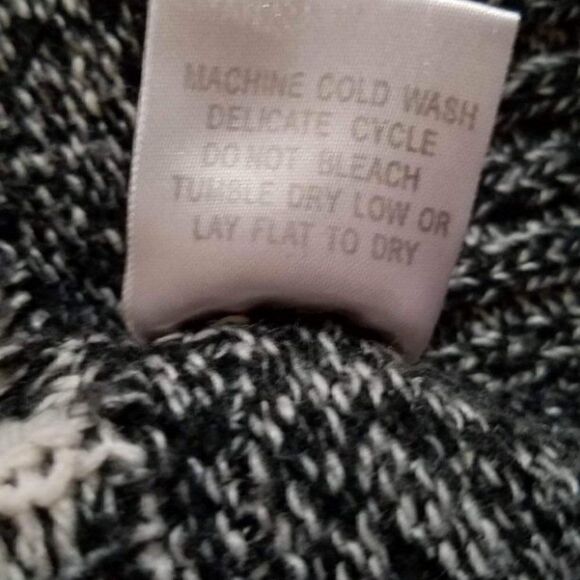 MACHINE COLD WASH
DELICATE CYCLE
DO NOT BLEACH
TUMBLE DRY LOW OR
LAY FLAT TO DRY